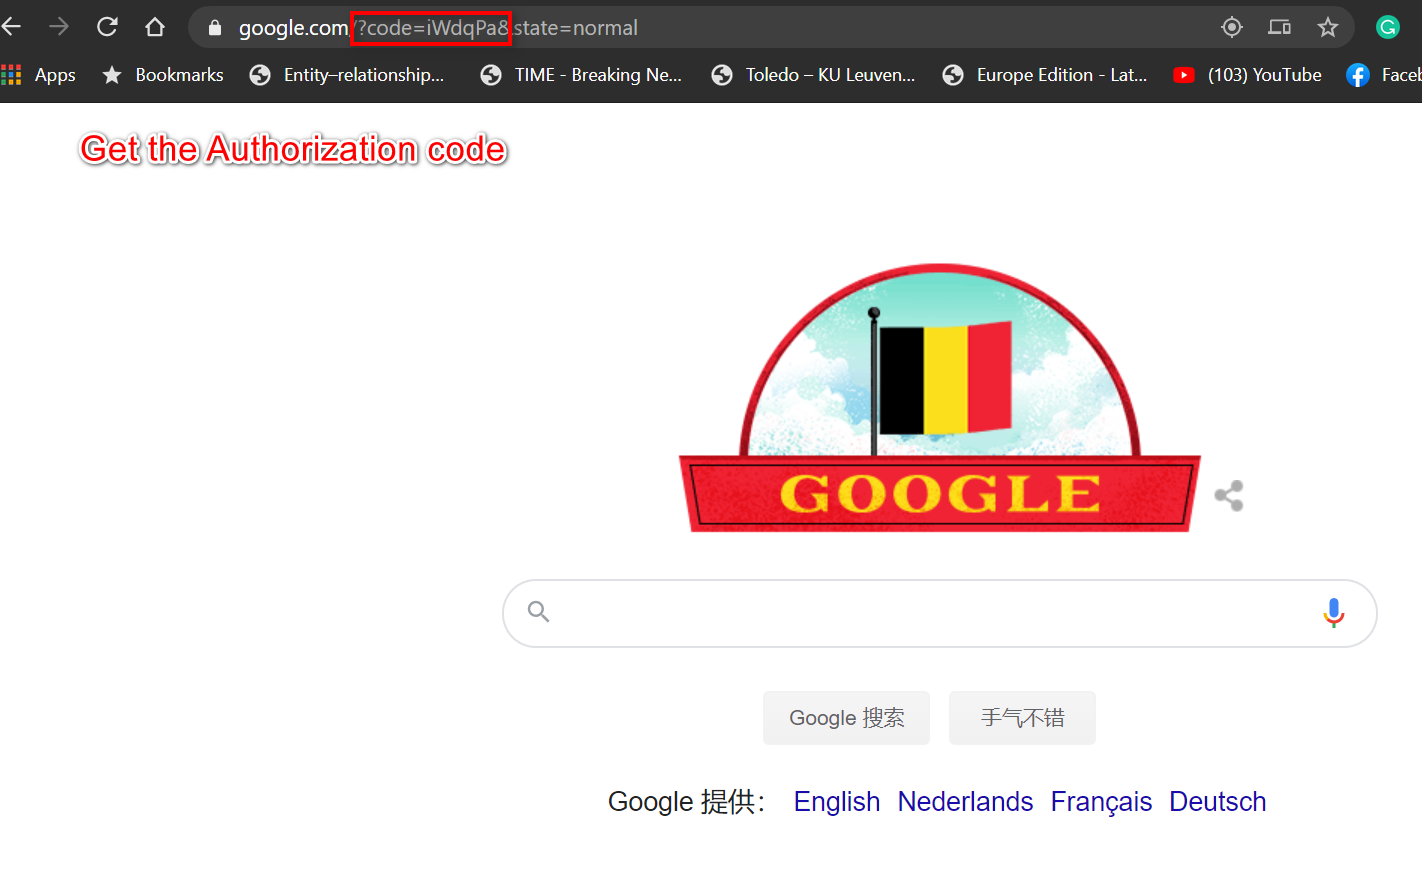 google.com/?code=iWdqPa&state=normal
Apps Bookmarks Entity–relationship... TIME - Breaking Ne... Toledo – KU Leuven... Europe Edition - Lat... (103) YouTube Faceb
Get the Authorization code
GOOGLE
Google 搜索 手气不错
Google 提供： English Nederlands Français Deutsch